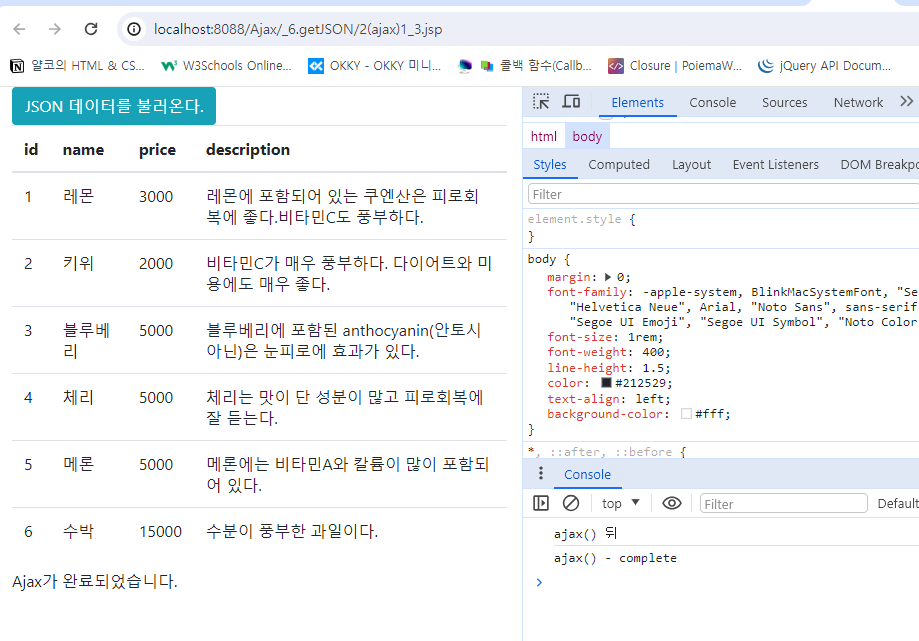 localhost:8088/Ajax/_6.getJSON/2(ajax)1_3.jsp
얄코의 HTML & CS... W3Schools Online... OKKY - OKKY 미니... 콜백 함수(Callb... Closure | PoiemaW... jQuery API Docum...
JSON 데이터를 불러온다.
id name price description
1 레몬 3000 레몬에 포함되어 있는 쿠엔산은 피로회
복에 좋다.비타민C도 풍부하다.
2 키위 2000 비타민C가 매우 풍부하다. 다이어트와 미
용에도 매우 좋다.
3 블루베 5000 블루베리에 포함된 anthocyanin(안토시
리 아닌)은 눈피로에 효과가 있다.
4 체리 5000 체리는 맛이 단 성분이 많고 피로회복에
잘 듣는다.
5 메론 5000 메론에는 비타민A와 칼륨이 많이 포함되
어 있다.
6 수박 15000 수분이 풍부한 과일이다.
Ajax가 완료되었습니다.
Elements Console Sources Network
html body
Styles Computed Layout Event Listeners DOM Breakpo
Filter
element.style {
}
body {
margin: 0;
font-family: -apple-system, BlinkMacSystemFont, "Se
"Helvetica Neue", Arial, "Noto Sans", sans-serif
"Segoe UI Emoji", "Segoe UI Symbol", "Noto Color
font-size: 1rem;
font-weight: 400;
line-height: 1.5;
color: #212529;
text-align: left;
background-color: #fff;
}
*, ::after, ::before {
Console
top Filter Default
ajax() 뒤
ajax() - complete